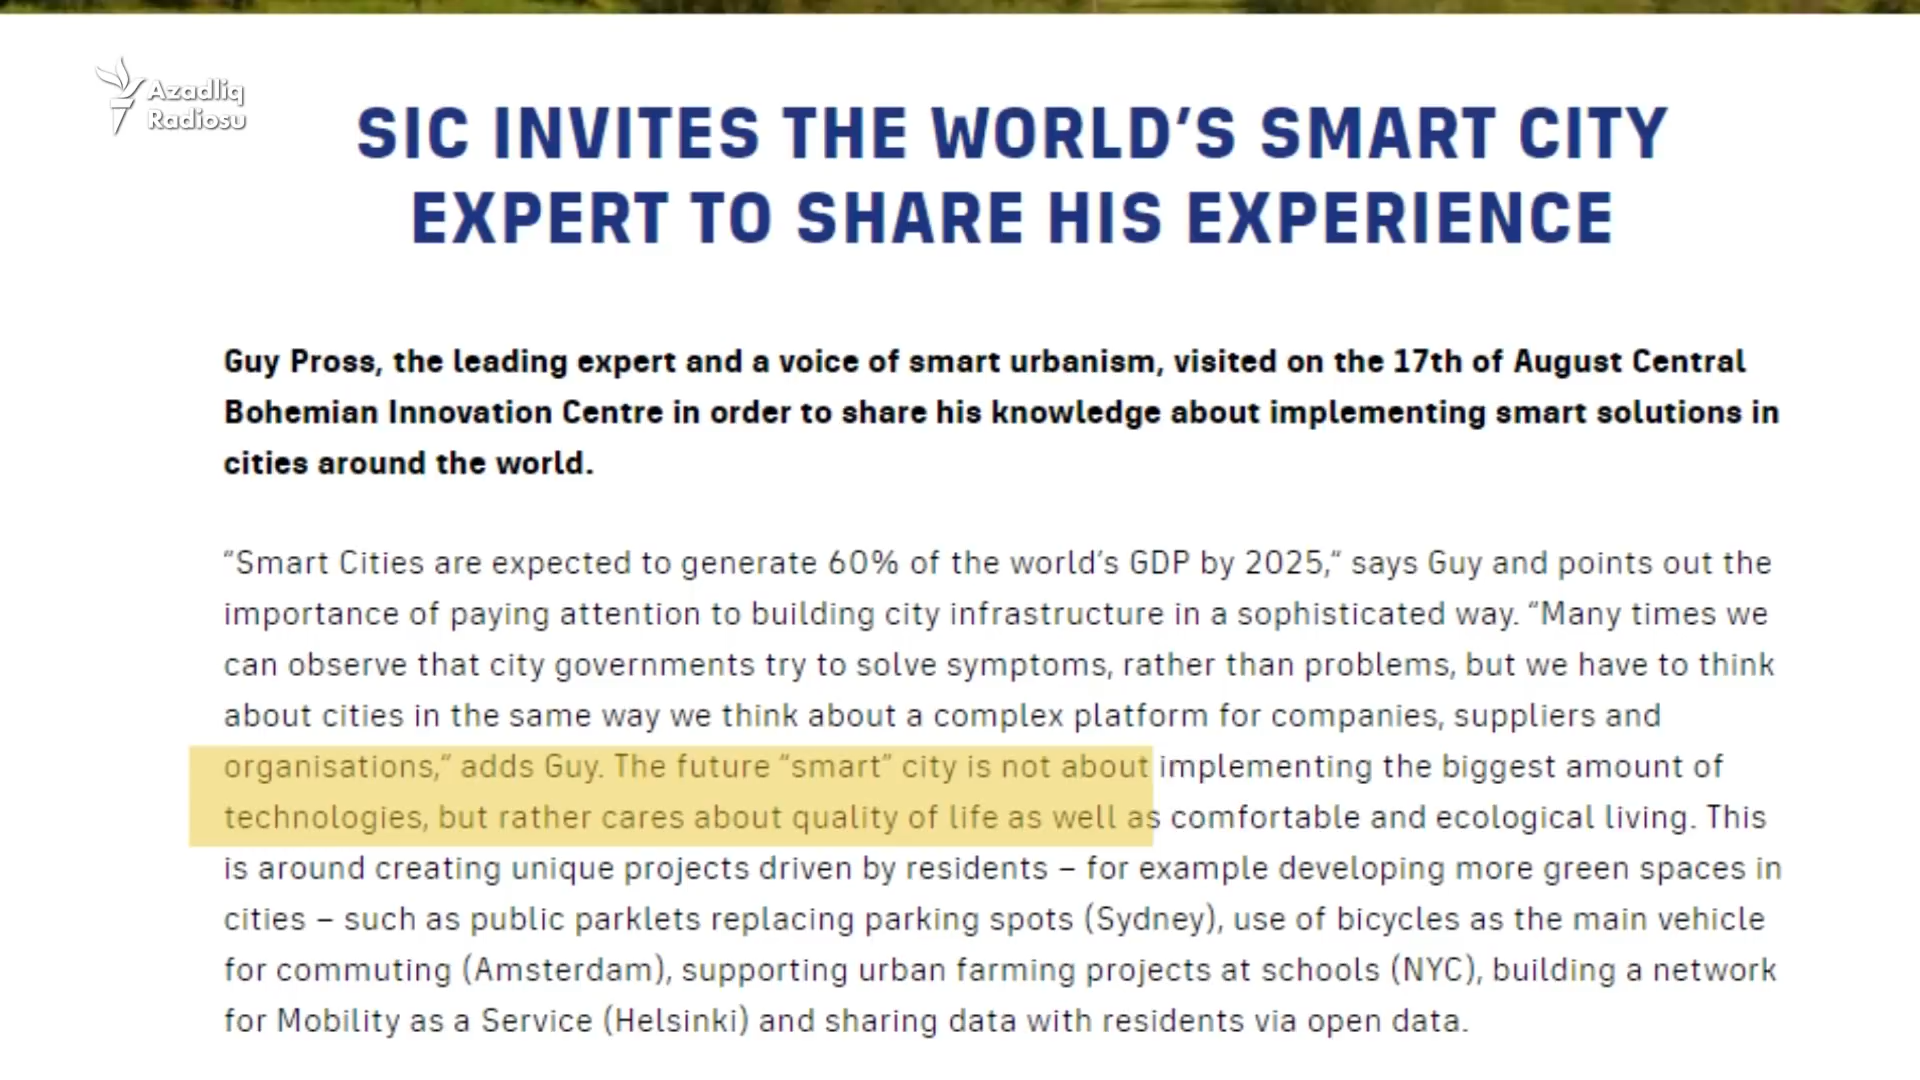 Azadlıq
Radiosu
SIC INVITES THE WORLD’S SMART CITY
EXPERT TO SHARE HIS EXPERIENCE
Guy Pross, the leading expert and a voice of smart urbanism, visited on the 17th of August Central
Bohemian Innovation Centre in order to share his knowledge about implementing smart solutions in
cities around the world.
“Smart Cities are expected to generate 60% of the world’s GDP by 2025,“ says Guy and points out the
importance of paying attention to building city infrastructure in a sophisticated way. “Many times we
can observe that city governments try to solve symptoms, rather than problems, but we have to think
about cities in the same way we think about a complex platform for companies, suppliers and
organisations,“ adds Guy. The future “smart” city is not about implementing the biggest amount of
technologies, but rather cares about quality of life as well as comfortable and ecological living. This
is around creating unique projects driven by residents – for example developing more green spaces in
cities – such as public parklets replacing parking spots (Sydney), use of bicycles as the main vehicle
for commuting (Amsterdam), supporting urban farming projects at schools (NYC), building a network
for Mobility as a Service (Helsinki) and sharing data with residents via open data.